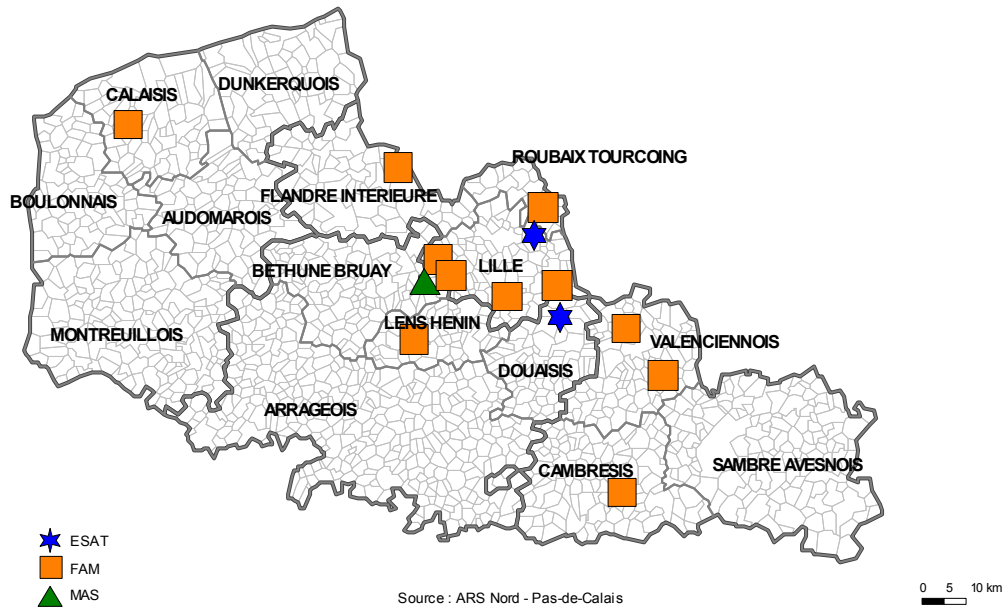 DUNKERQUOIS
CALAISIS
ROUBAIX TOURCOING
BOULONNAIS
FLANDRE INTERIEURE
AUDOMAROIS
BETHUNE BRUAY
LILLE
MONTREUILLOIS
LENS HENIN
VALENCIENNOIS
DOUAISIS
ARRAGEOIS
CAMBRESIS
SAMBRE AVESNOIS
ESAT
FAM
MAS
Source : ARS Nord - Pas-de-Calais
0 5 10 km